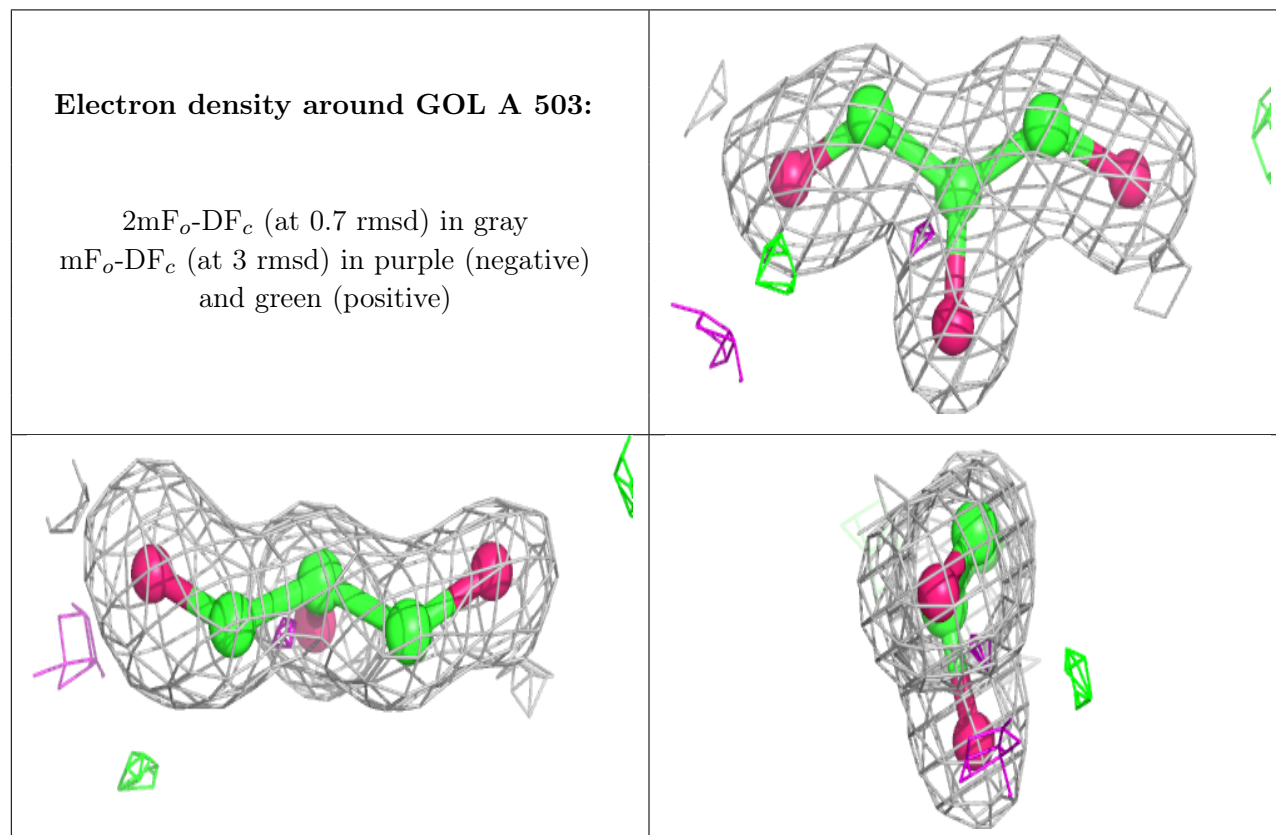 Electron density around GOL A 503:
2mFo-DFc (at 0.7 rmsd) in gray
mFo-DFc (at 3 rmsd) in purple (negative)
and green (positive)